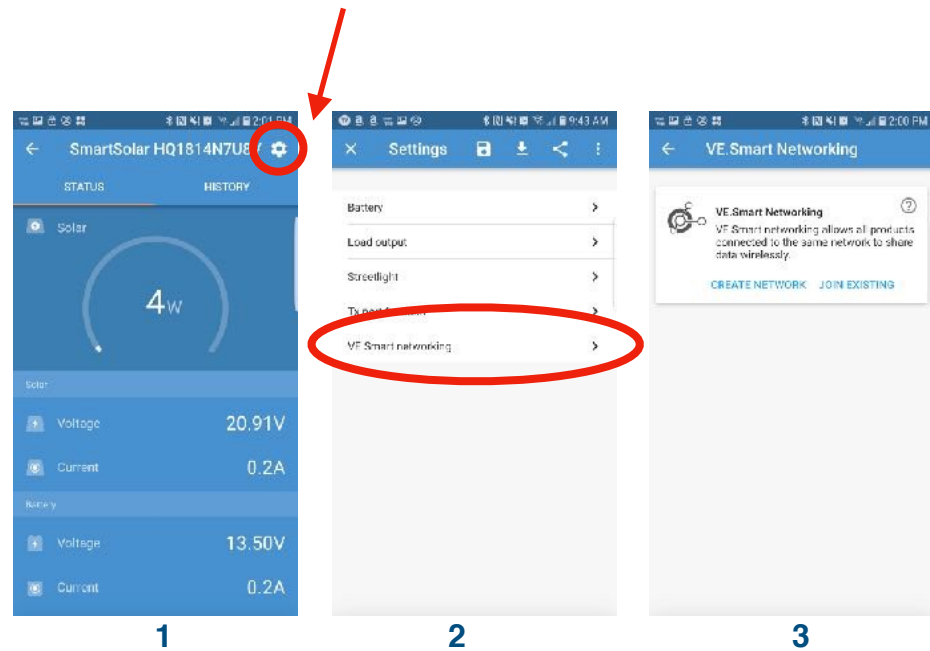 2:01 PM
SmartSolar HQ1814N7U8
STATUS
HISTORY
Solar
4W
Solar
Voltage
20.91V
Current
0.2A
Battery
Voltage
13.50V
Current
0.2A
1
9:43 AM
Settings
Battery
Load output
Streetlight
Tx port
VE.Smart networking
2
2:00 PM
VE.Smart Networking
VE.Smart Networking
VE.Smart networking allows all products
connected to the same network to share
data wirelessly.
CREATE NETWORK JOIN EXISTING
3